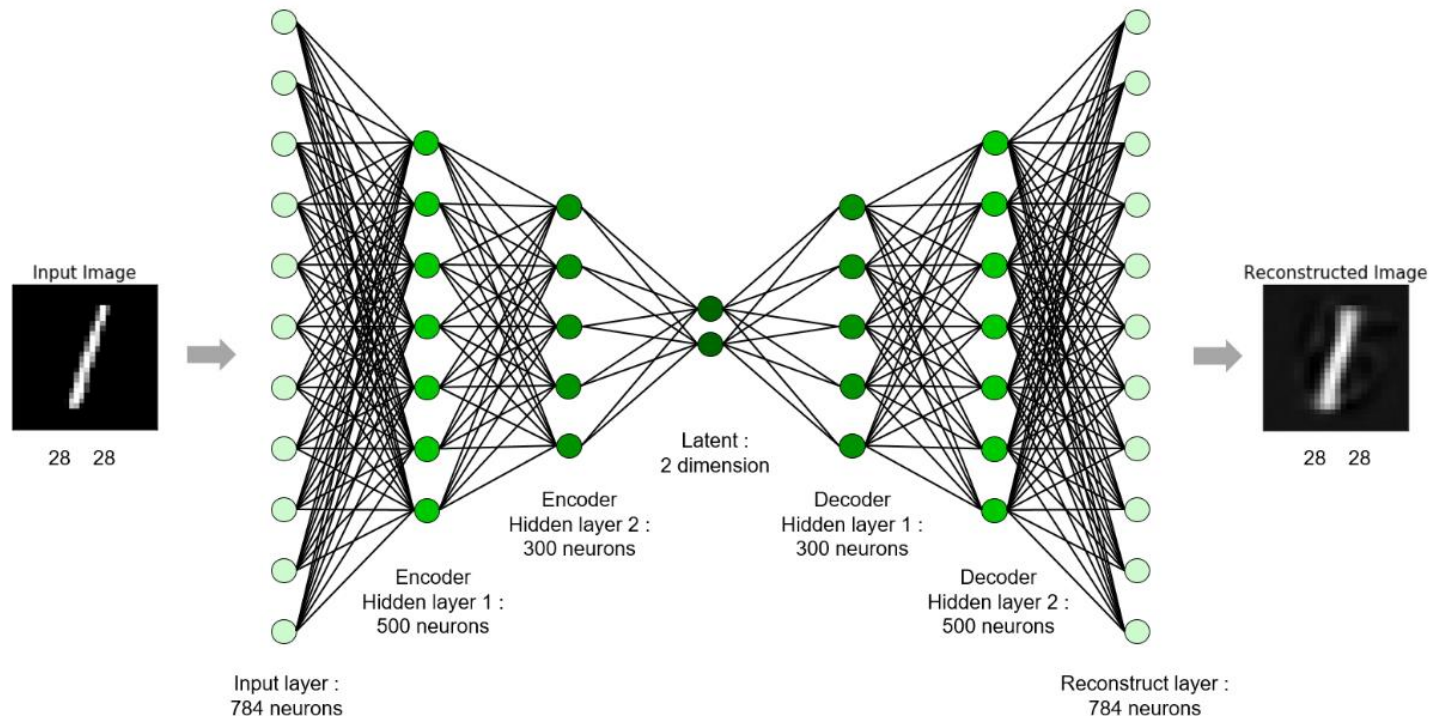 Input Image
28 28
Input layer :
784 neurons
Encoder
Hidden layer 1 :
500 neurons
Encoder
Hidden layer 2 :
300 neurons
Latent :
2 dimension
Decoder
Hidden layer 1 :
300 neurons
Decoder
Hidden layer 2 :
500 neurons
Reconstruct layer :
784 neurons
Reconstructed Image
28 28